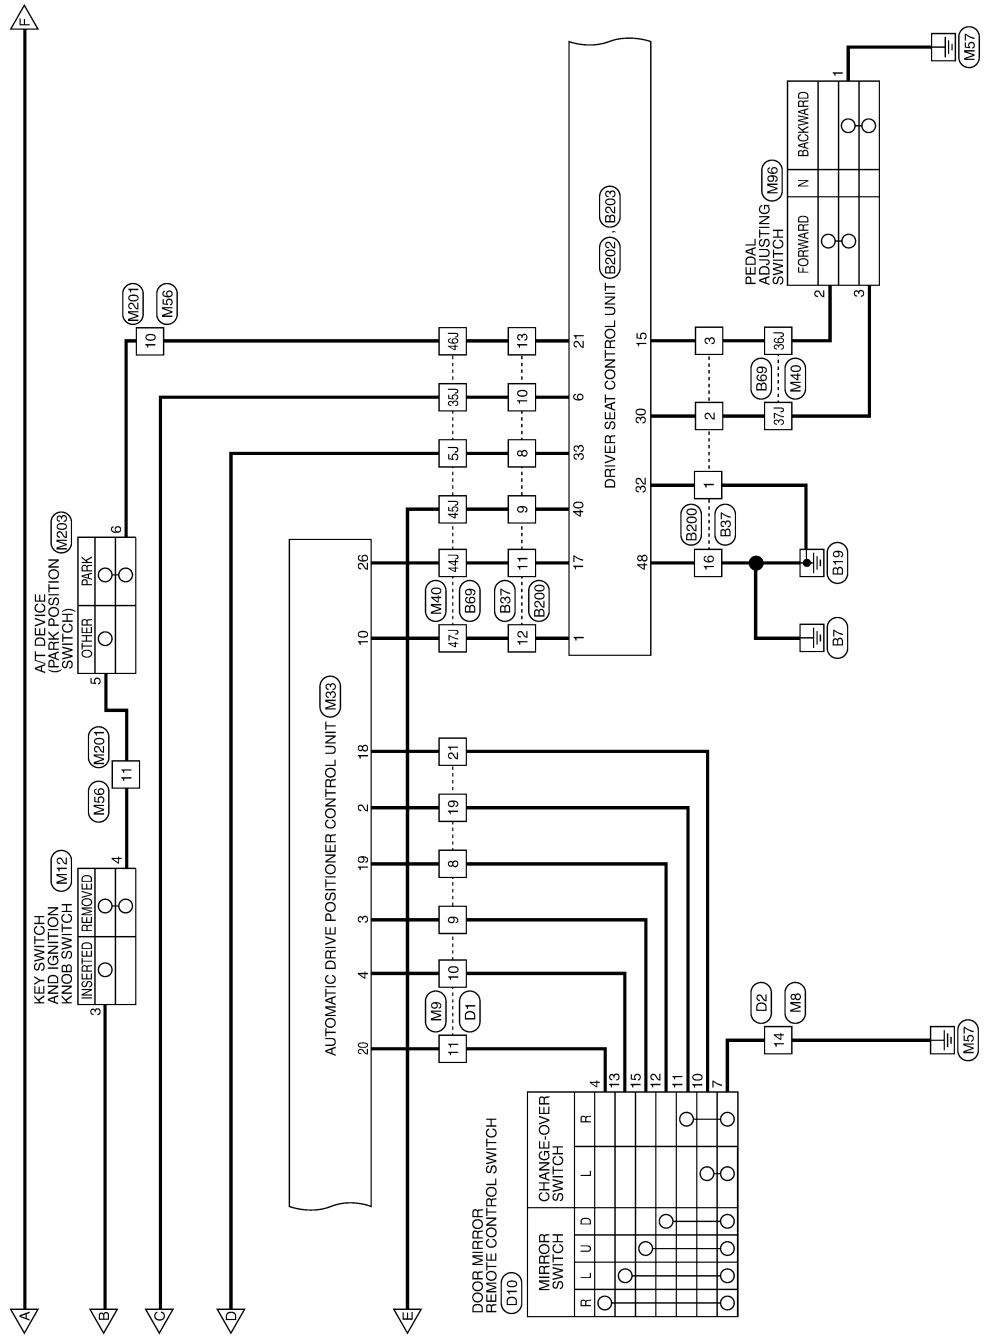 F
A
B
C
D
E
KEY SWITCH
AND IGNITION
KNOB SWITCH
M12
INSERTED
REMOVED
3
4
M56
M201
11
A/T DEVICE
(PARK POSITION
SWITCH)
M203
OTHER
PARK
5
6
M201
M56
10
AUTOMATIC DRIVE POSITIONER CONTROL UNIT
M33
20
4
3
19
2
18
10
26
M9
D1
11
10
9
8
19
21
M40
B69
47J
44J
45J
5J
35J
46J
B37
B200
12
11
9
8
10
13
1
17
40
33
6
21
DRIVER SEAT CONTROL UNIT
B202
,
B203
48
32
30
15
B200
B37
16
1
2
3
B69
M40
37J
36J
B7
B19
PEDAL
ADJUSTING
SWITCH
M96
FORWARD
N
BACKWARD
2
3
1
M57
DOOR MIRROR
REMOTE CONTROL SWITCH
D10
MIRROR
SWITCH
CHANGE-OVER
SWITCH
R
L
U
D
L
R
4
13
15
12
11
10
7
D2
M8
14
M57